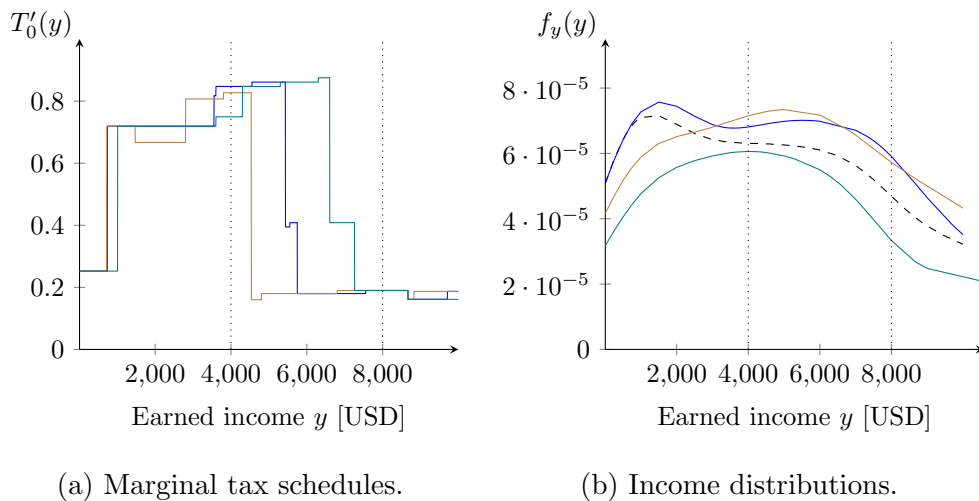 T′₀(y)
0.8
0.6
0.4
0.2
0
2,000 4,000 6,000 8,000
Earned income y [USD]
(a) Marginal tax schedules.
f_y(y)
8 · 10⁻⁵
6 · 10⁻⁵
4 · 10⁻⁵
2 · 10⁻⁵
0
2,000 4,000 6,000 8,000
Earned income y [USD]
(b) Income distributions.